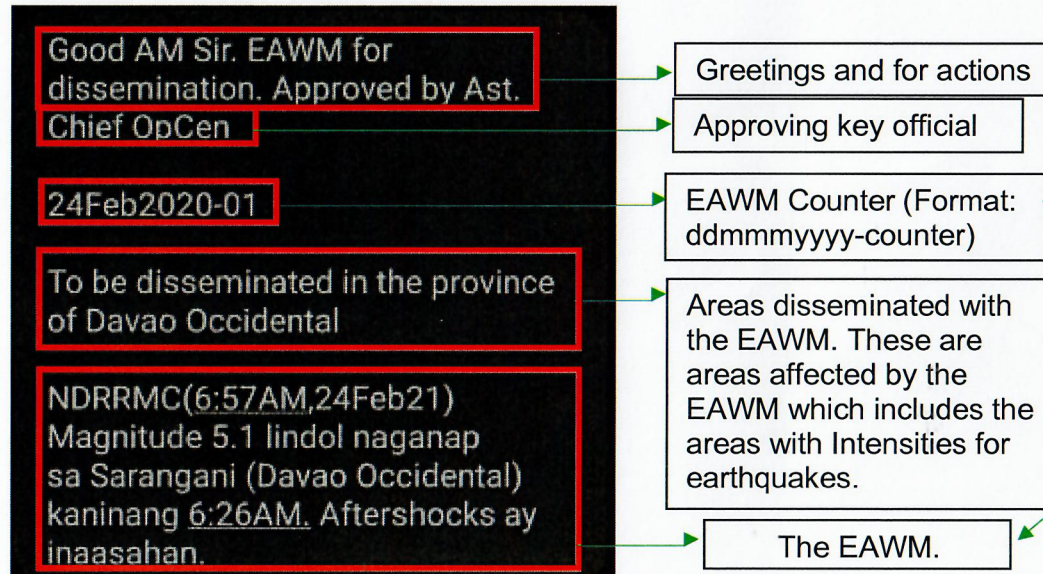 Good AM Sir. EAWM for
dissemination. Approved by Ast.
Chief OpCen
24Feb2020-01
To be disseminated in the province
of Davao Occidental
NDRRMC(6:57AM,24Feb21)
Magnitude 5.1 lindol naganap
sa Sarangani (Davao Occidental)
kaninang 6:26AM. Aftershocks ay
inaasahan.
Greetings and for actions
Approving key official
EAWM Counter (Format:
ddmmmyyyy-counter)
Areas disseminated with
the EAWM. These are
areas affected by the
EAWM which includes the
areas with Intensities for
earthquakes.
The EAWM.